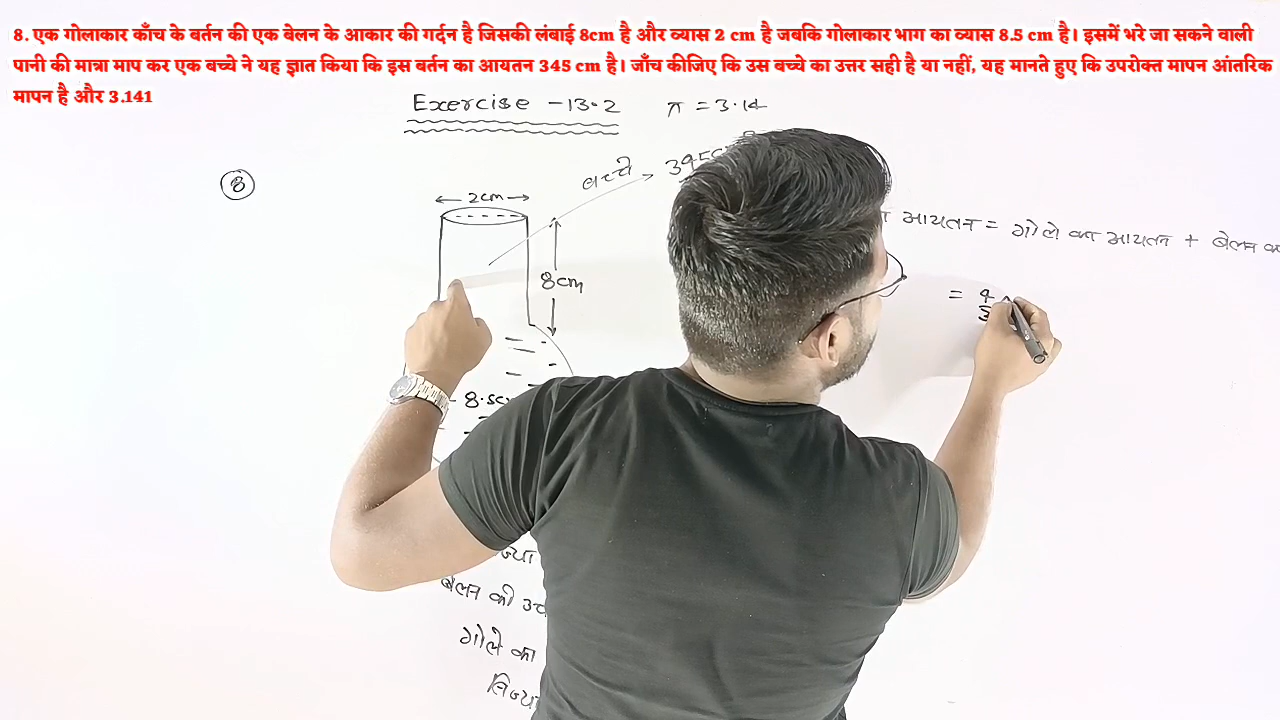 8. एक गोलाकार काँच के बर्तन की एक बेलन के आकार की गर्दन है जिसकी लंबाई 8cm है और व्यास 2 cm है जबकि गोलाकार भाग का व्यास 8.5 cm है। इसमें भरे जा सकने वाली
पानी की मात्रा माप कर एक बच्चे ने यह ज्ञात किया कि इस बर्तन का आयतन 345 cm है। जाँच कीजिए कि उस बच्चे का उत्तर सही है या नहीं, यह मानते हुए कि उपरोक्त मापन आंतरिक
मापन है और 3.141
Exercise - 13.2 π = 3.14
8
बच्चे
2cm
आयतन = गोले का आयतन + बेलन
8cm
= 4
3
8.5c
बेलन की
गोले का